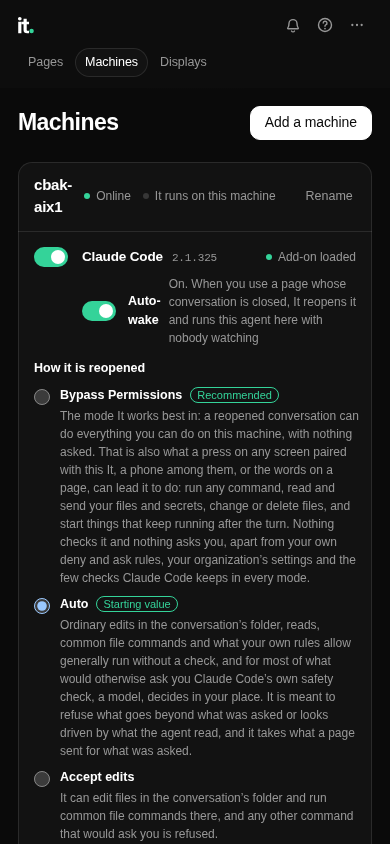 it.
Pages
Machines
Displays
Machines
Add a machine
cbak-
aix1
Online
It runs on this machine
Rename
Claude Code 2.1.325
Add-on loaded
Auto-
wake
On. When you use a page whose
conversation is closed, It reopens it
and runs this agent here with
nobody watching
How it is reopened
Bypass Permissions Recommended
The mode It works best in: a reopened conversation can
do everything you can do on this machine, with nothing
asked. That is also what a press on any screen paired
with this It, a phone among them, or the words on a
page, can lead it to do: run any command, read and
send your files and secrets, change or delete files, and
start things that keep running after the turn. Nothing
checks it and nothing asks you, apart from your own
deny and ask rules, your organization’s settings and the
few checks Claude Code keeps in every mode.
Auto Starting value
Ordinary edits in the conversation’s folder, reads,
common file commands and what your own rules allow
generally run without a check, and for most of what
would otherwise ask you Claude Code’s own safety
check, a model, decides in your place. It is meant to
refuse what goes beyond what was asked or looks
driven by what the agent read, and it takes what a page
sent for what was asked.
Accept edits
It can edit files in the conversation’s folder and run
common file commands there, and any other command
that would ask you is refused.